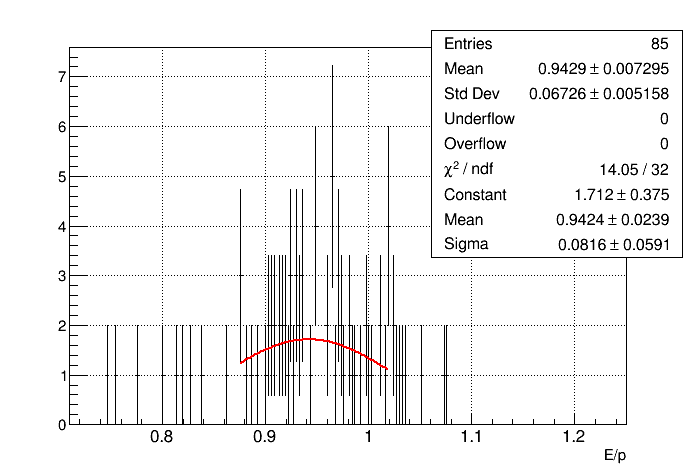 Entries 85
Mean 0.9429 ± 0.007295
Std Dev 0.06726 ± 0.005158
Underflow 0
Overflow 0
χ² / ndf 14.05 / 32
Constant 1.712 ± 0.375
Mean 0.9424 ± 0.0239
Sigma 0.0816 ± 0.0591
7
6
5
4
3
2
1
0
0.8 0.9 1 1.1 1.2
E/p